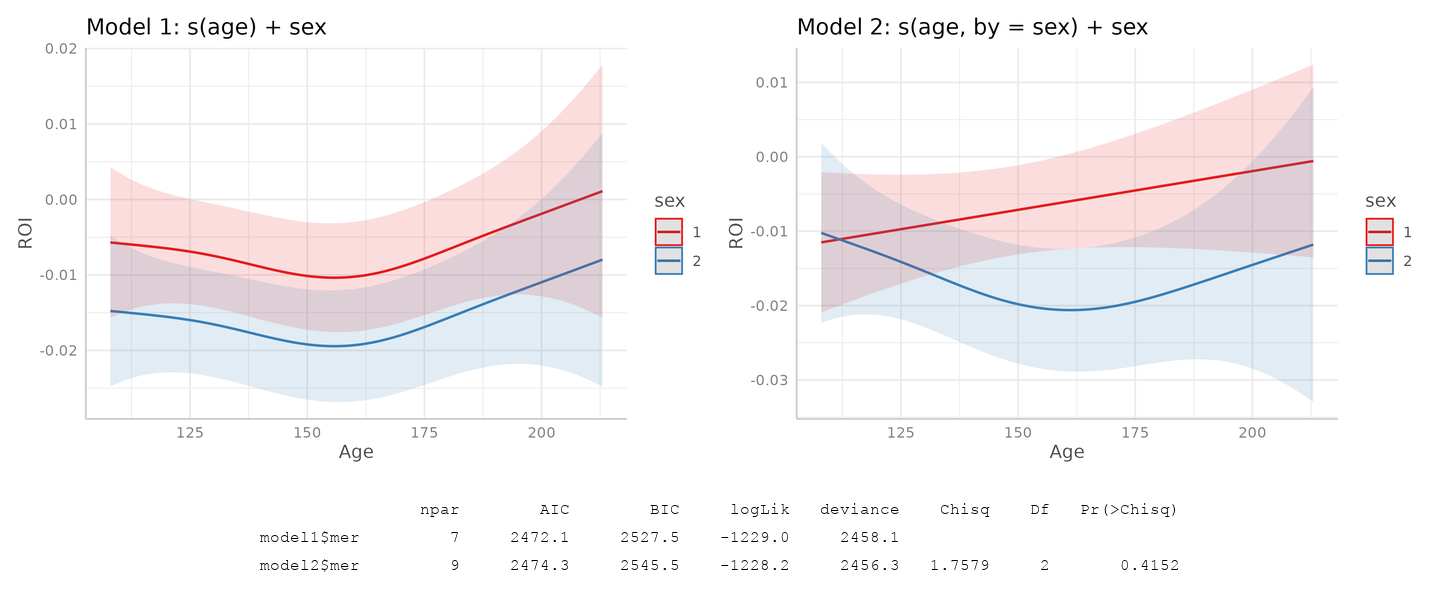 Model 1: s(age) + sex
0.02
0.01
0.00
-0.01
-0.02
ROI
125 150 175 200
Age
sex
1
2
Model 2: s(age, by = sex) + sex
0.01
0.00
-0.01
-0.02
-0.03
ROI
125 150 175 200
Age
sex
1
2
npar AIC BIC logLik deviance Chisq Df Pr(>Chisq)
model1$mer 7 2472.1 2527.5 -1229.0 2458.1
model2$mer 9 2474.3 2545.5 -1228.2 2456.3 1.7579 2 0.4152